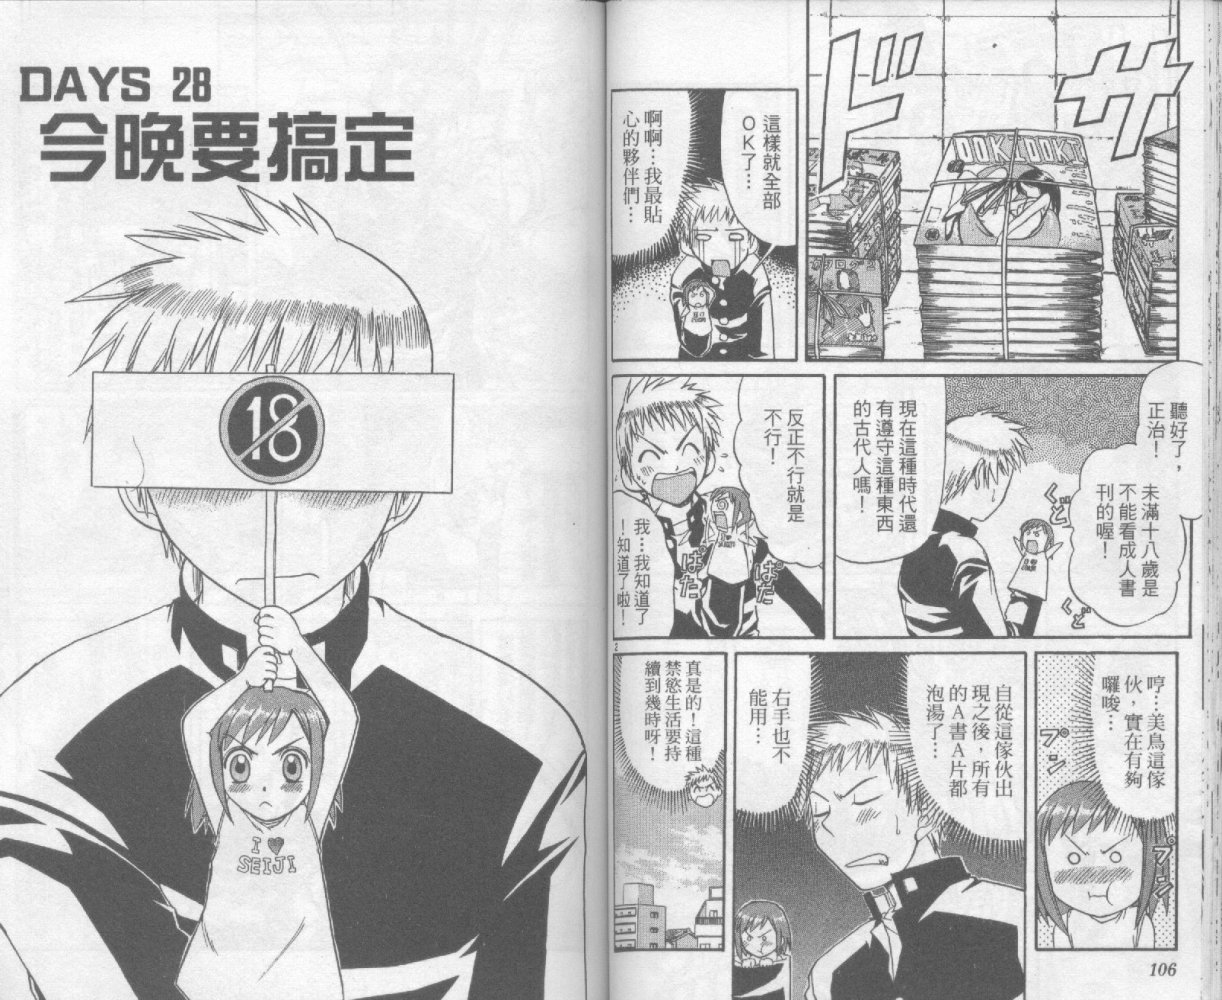 ドサ
OOKIOOKI
這樣就全部
OK了…
啊啊…我最貼
心的夥伴們…
聽好了，
正治！
未滿十八歲是
不能看成人書
刊的喔！
くど
くど
現在這種時代還
有遵守這種東西
的古代人嗎！
反正不行就是
不行！
ぱた
ぱた
我…我知道了
！知道了啦！
哼…美鳥這傢
伙，實在有夠
囉唆…
プン
プン
自從這傢伙出
現之後，所有
的A書A片都
泡湯了…
右手也不
能用…
真是的！這種
禁慾生活要持
續到幾時呀！
2
106
DAYS 28
今晚要搞定
18
I ♥
SEIJI